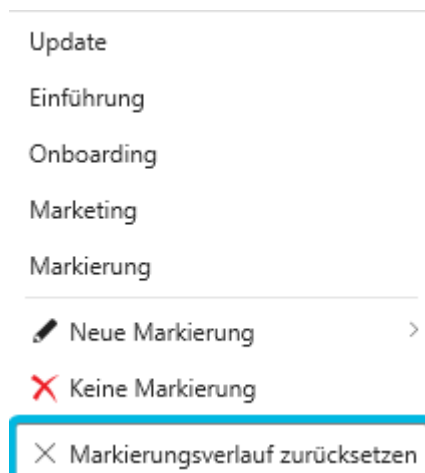 Update
Einführung
Onboarding
Marketing
Markierung
Neue Markierung
Keine Markierung
Markierungsverlauf zurücksetzen